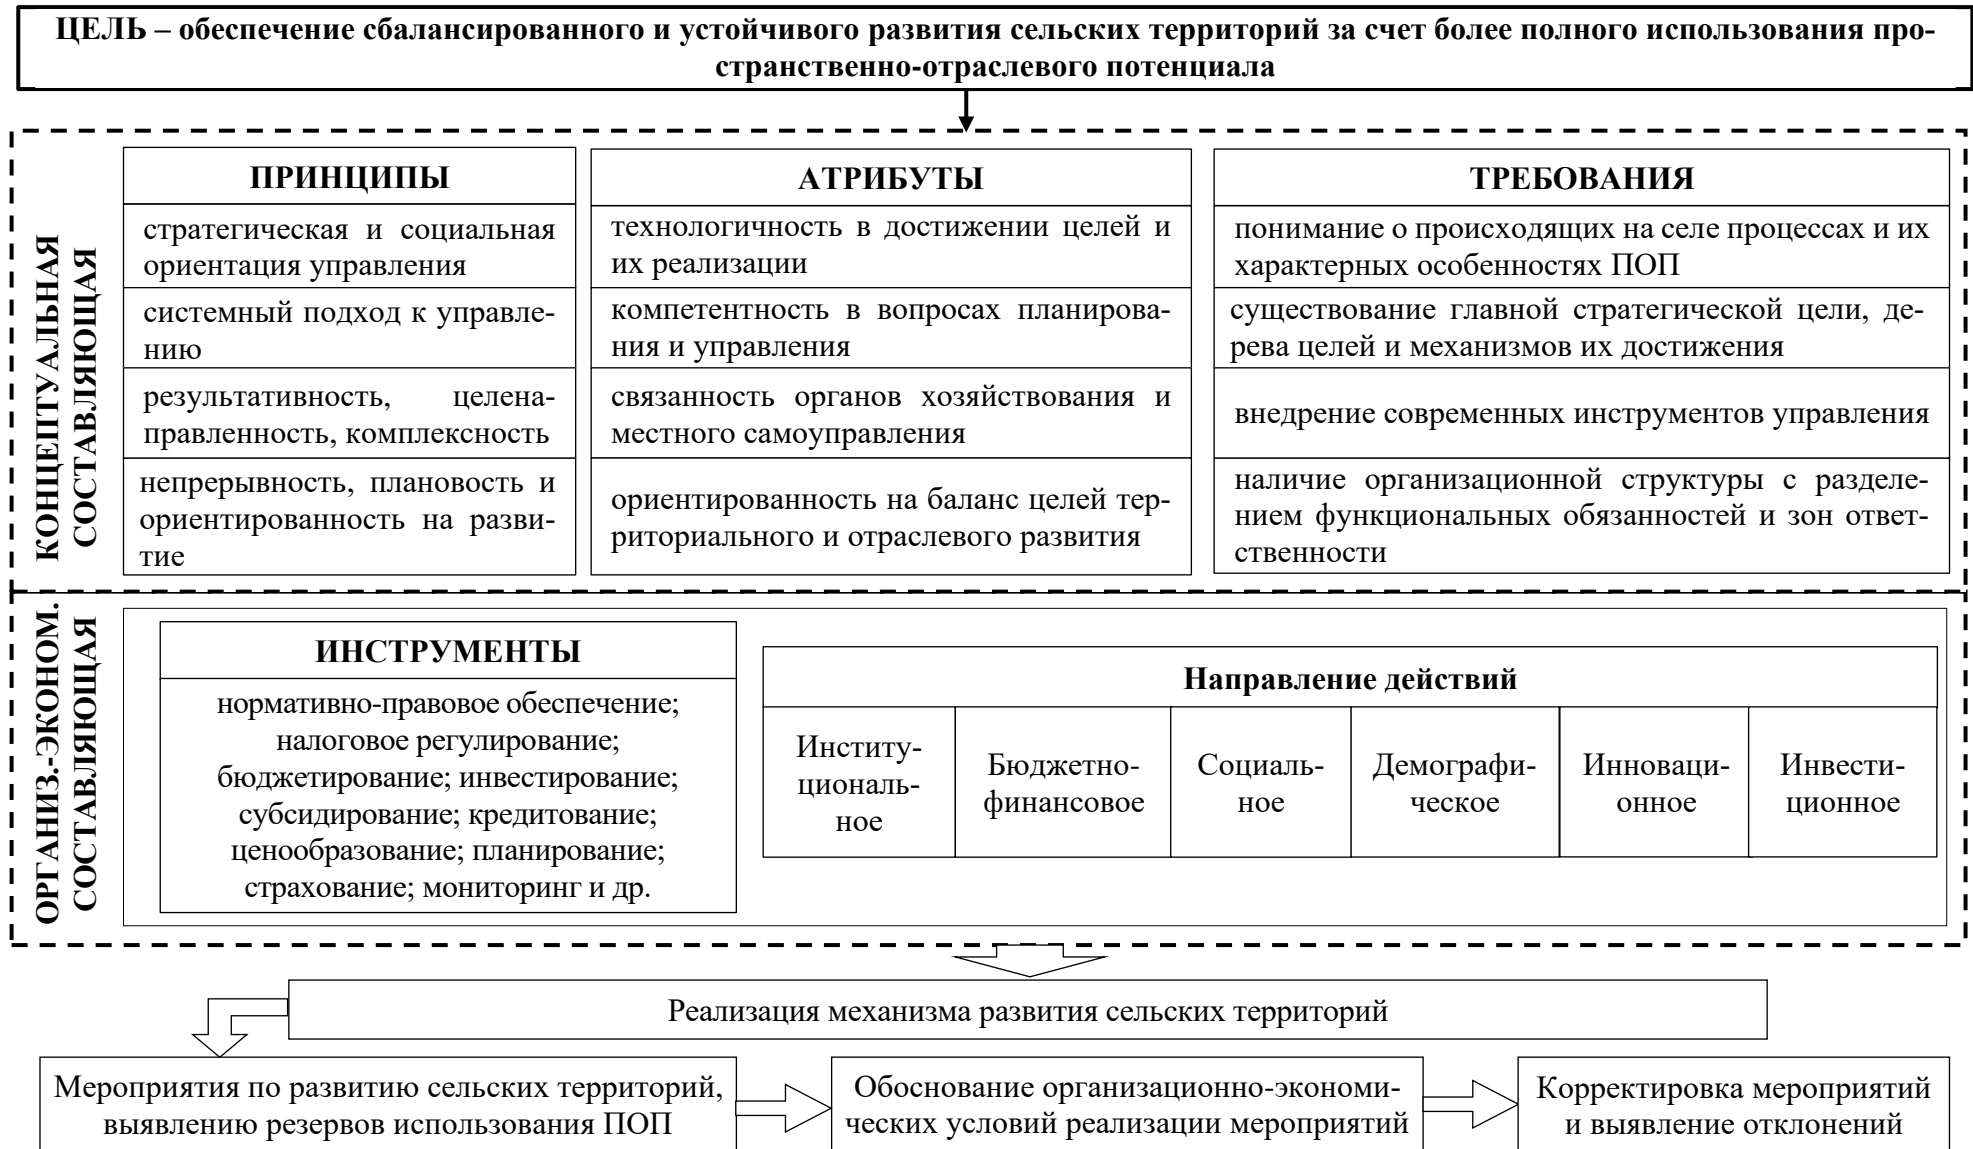 ЦЕЛЬ – обеспечение сбалансированного и устойчивого развития сельских территорий за счет более полного использования про-
странственно-отраслевого потенциала
КОНЦЕПТУАЛЬНАЯ
СОСТАВЛЯЮЩАЯ
ПРИНЦИПЫ
стратегическая и социальная
ориентация управления
системный подход к управле-
нию
результативность, целена-
правленность, комплексность
непрерывность, плановость и
ориентированность на разви-
тие
АТРИБУТЫ
технологичность в достижении целей и
их реализации
компетентность в вопросах планирова-
ния и управления
связанность органов хозяйствования и
местного самоуправления
ориентированность на баланс целей тер-
риториального и отраслевого развития
ТРЕБОВАНИЯ
понимание о происходящих на селе процессах и их
характерных особенностях ПОП
существование главной стратегической цели, де-
рева целей и механизмов их достижения
внедрение современных инструментов управления
наличие организационной структуры с разделе-
нием функциональных обязанностей и зон ответ-
ственности
ОРГАНИЗ.-ЭКОНОМ.
СОСТАВЛЯЮЩАЯ
ИНСТРУМЕНТЫ
нормативно-правовое обеспечение;
налоговое регулирование;
бюджетирование; инвестирование;
субсидирование; кредитование;
ценообразование; планирование;
страхование; мониторинг и др.
Направление действий
Институ-
циональ-
ное
Бюджетно-
финансовое
Социаль-
ное
Демографи-
ческое
Инноваци-
онное
Инвести-
ционное
Реализация механизма развития сельских территорий
Мероприятия по развитию сельских территорий,
выявлению резервов использования ПОП
Обоснование организационно-экономи-
ческих условий реализации мероприятий
Корректировка мероприятий
и выявление отклонений